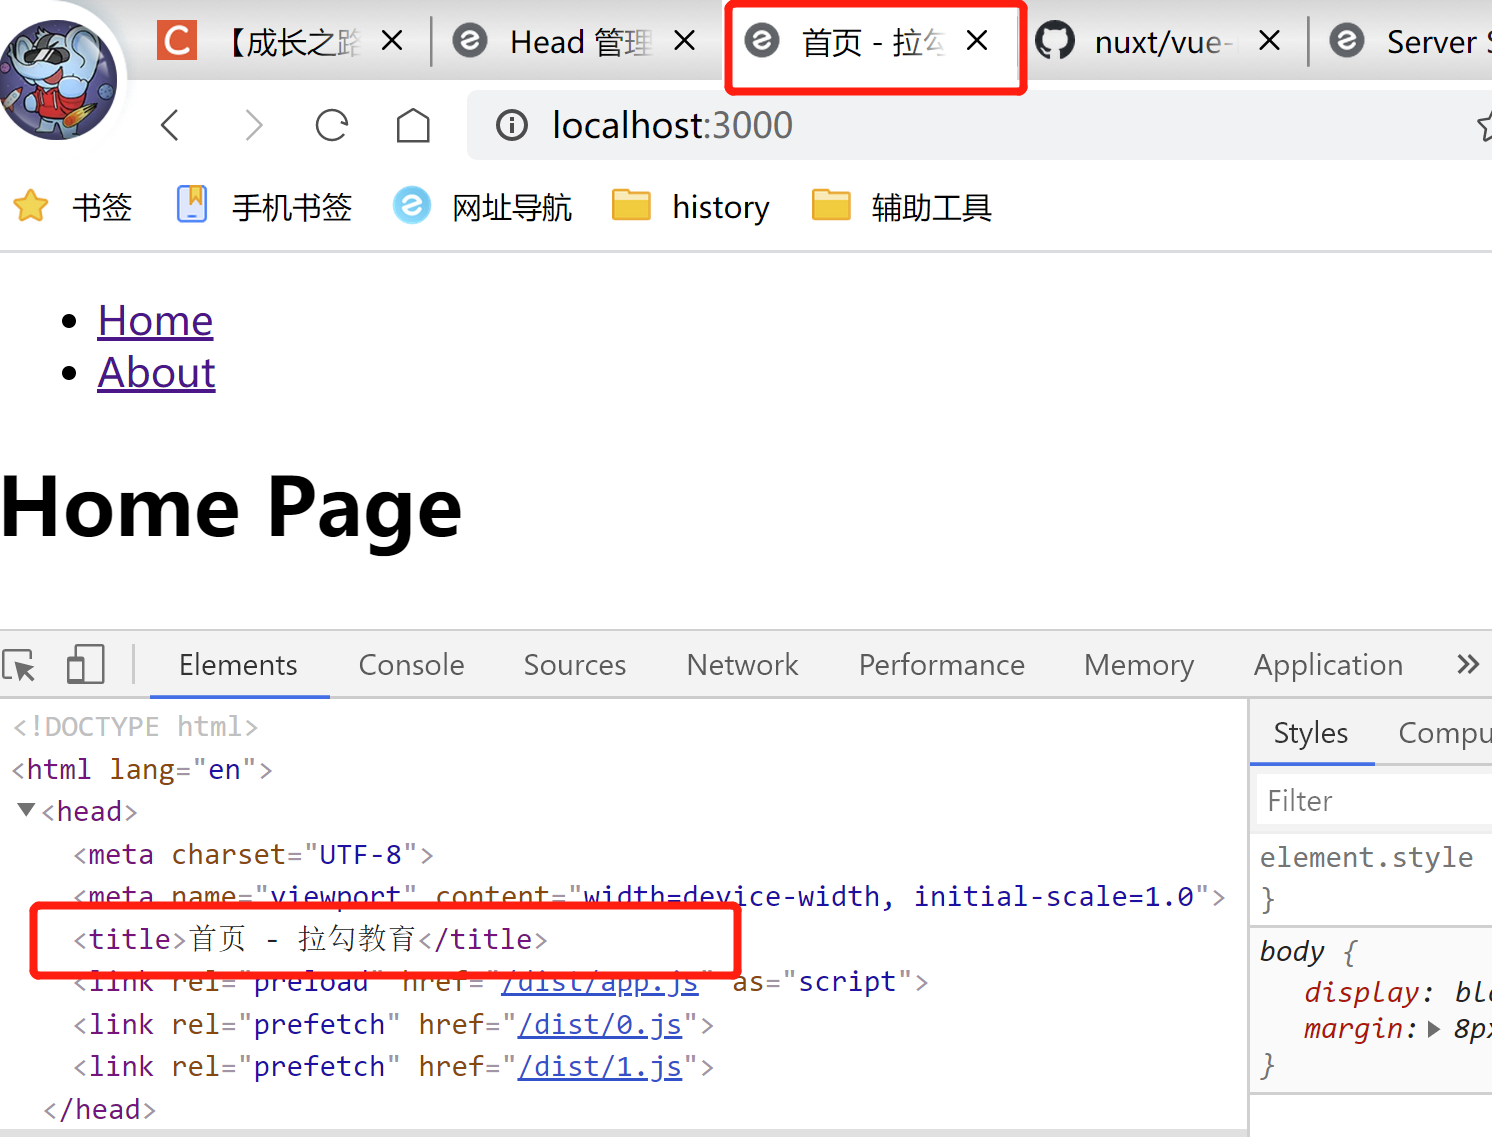 【成长之路 Head 管理 首页 - 拉勾 nuxt/vue- Server
localhost:3000
书签 手机书签 网址导航 history 辅助工具
Home
About
Home Page
Elements Console Sources Network Performance Memory Application
<!DOCTYPE html>
<html lang="en">
<head>
<meta charset="UTF-8">
<meta name="viewport" content="width=device-width, initial-scale=1.0">
<title>首页 - 拉勾教育</title>
<link rel="preload" href="/dist/app.js" as="script">
<link rel="prefetch" href="/dist/0.js">
<link rel="prefetch" href="/dist/1.js">
</head>
Styles Compu
Filter
element.style
}
body {
display: blo
margin: 8px
}